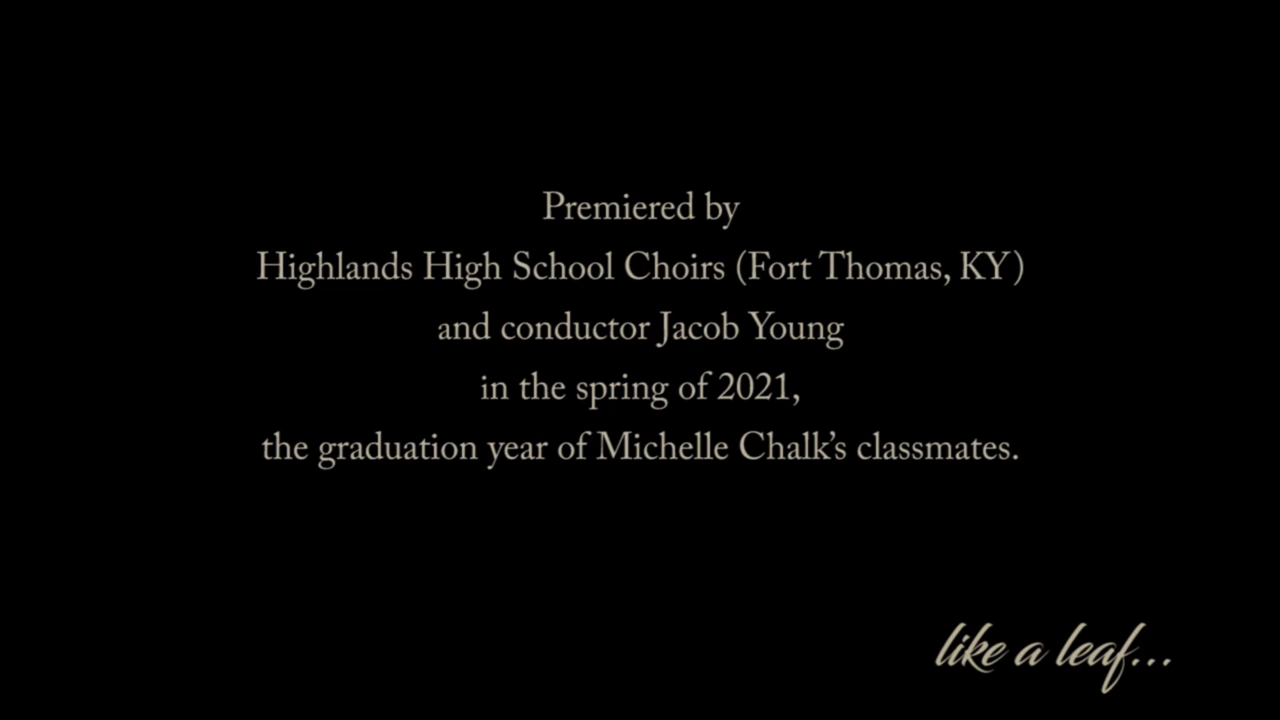 Premiered by
Highlands High School Choirs (Fort Thomas, KY)
and conductor Jacob Young
in the spring of 2021,
the graduation year of Michelle Chalk’s classmates.
like a leaf...